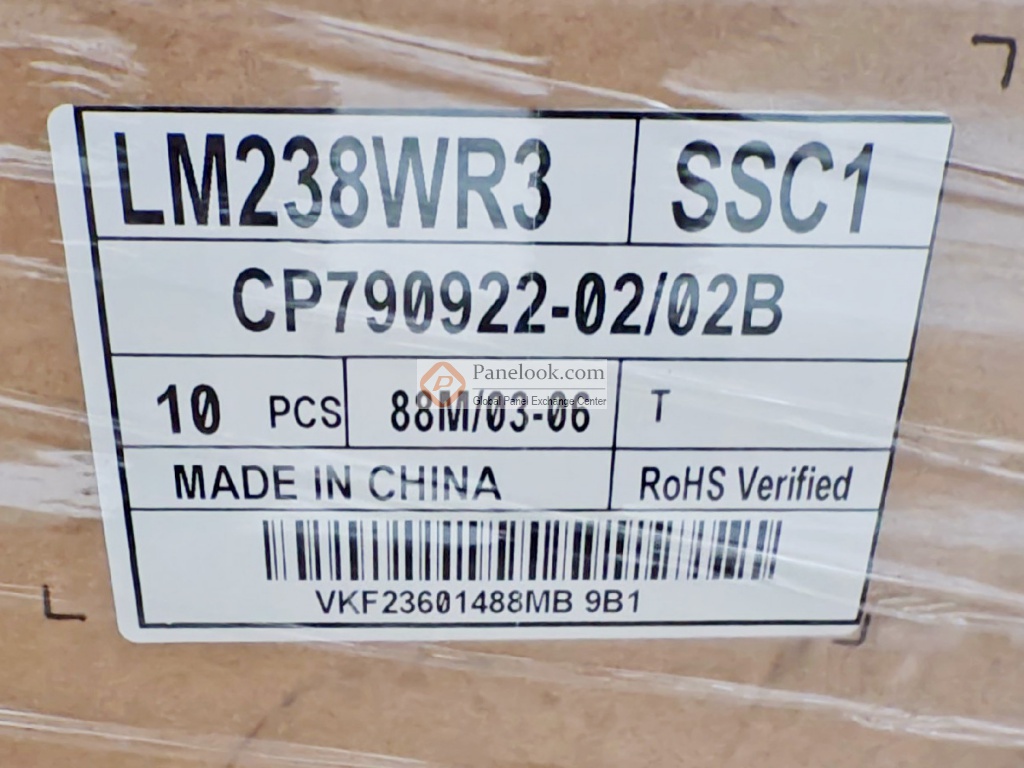 LM238WR3 SSC1
CP790922-02/02B
Panelook.com
Global Panel Exchange Center
10 PCS 88M/03-06 T
MADE IN CHINA RoHS Verified
VKF23601488MB 9B1